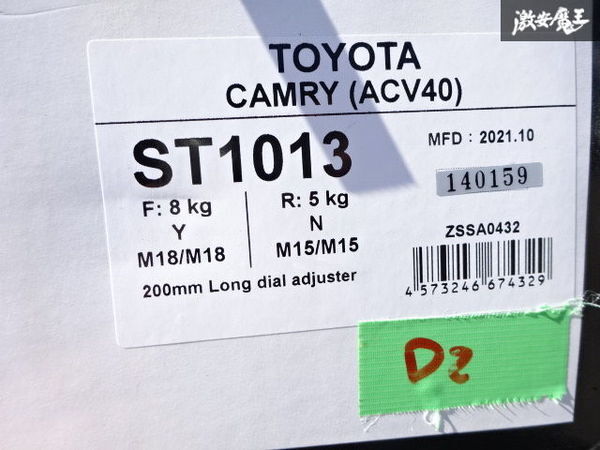 激安魔王
TOYOTA
CAMRY (ACV40)
ST1013
MFD : 2021.10
140159
F: 8 kg
Y
M18/M18
R: 5 kg
N
M15/M15
ZSSA0432
200mm Long dial adjuster
4 573246 674329
D2